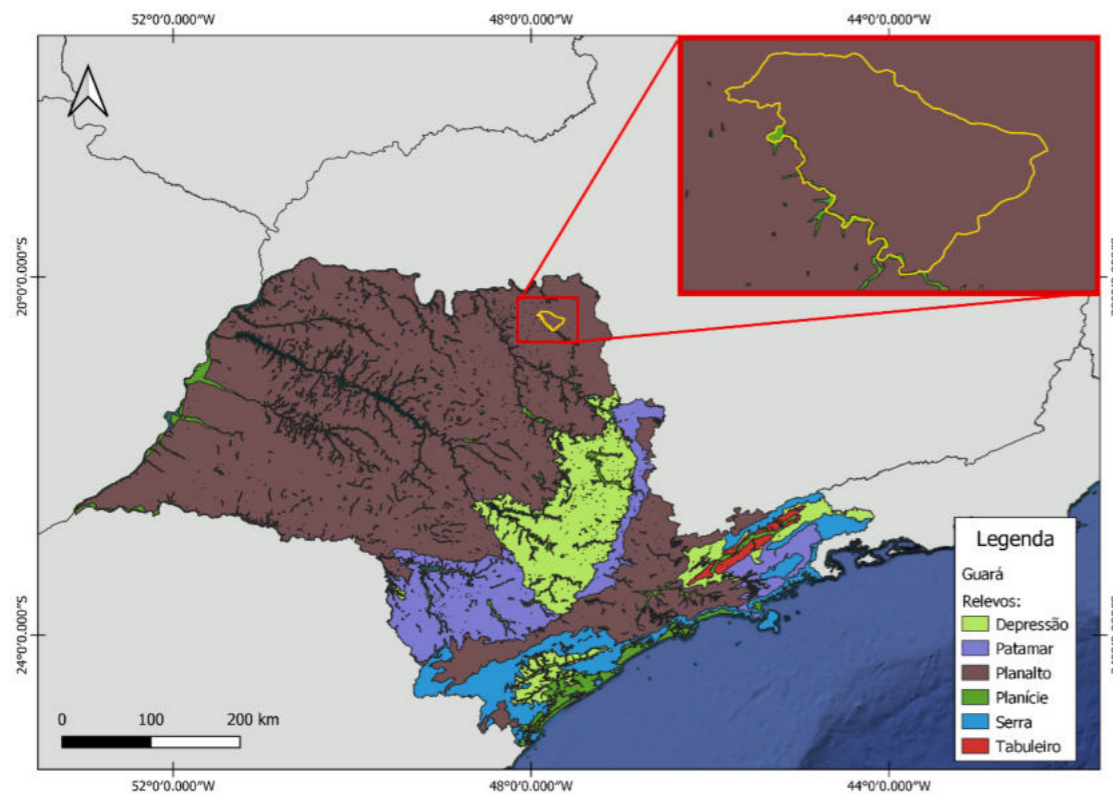 52°0'0.000"W 48°0'0.000"W 44°0'0.000"W
20°0'0.000"S
24°0'0.000"S
Legenda
Guará
Relevos:
Depressão
Patamar
Planalto
Planície
Serra
Tabuleiro
0 100 200 km
52°0'0.000"W 48°0'0.000"W 44°0'0.000"W